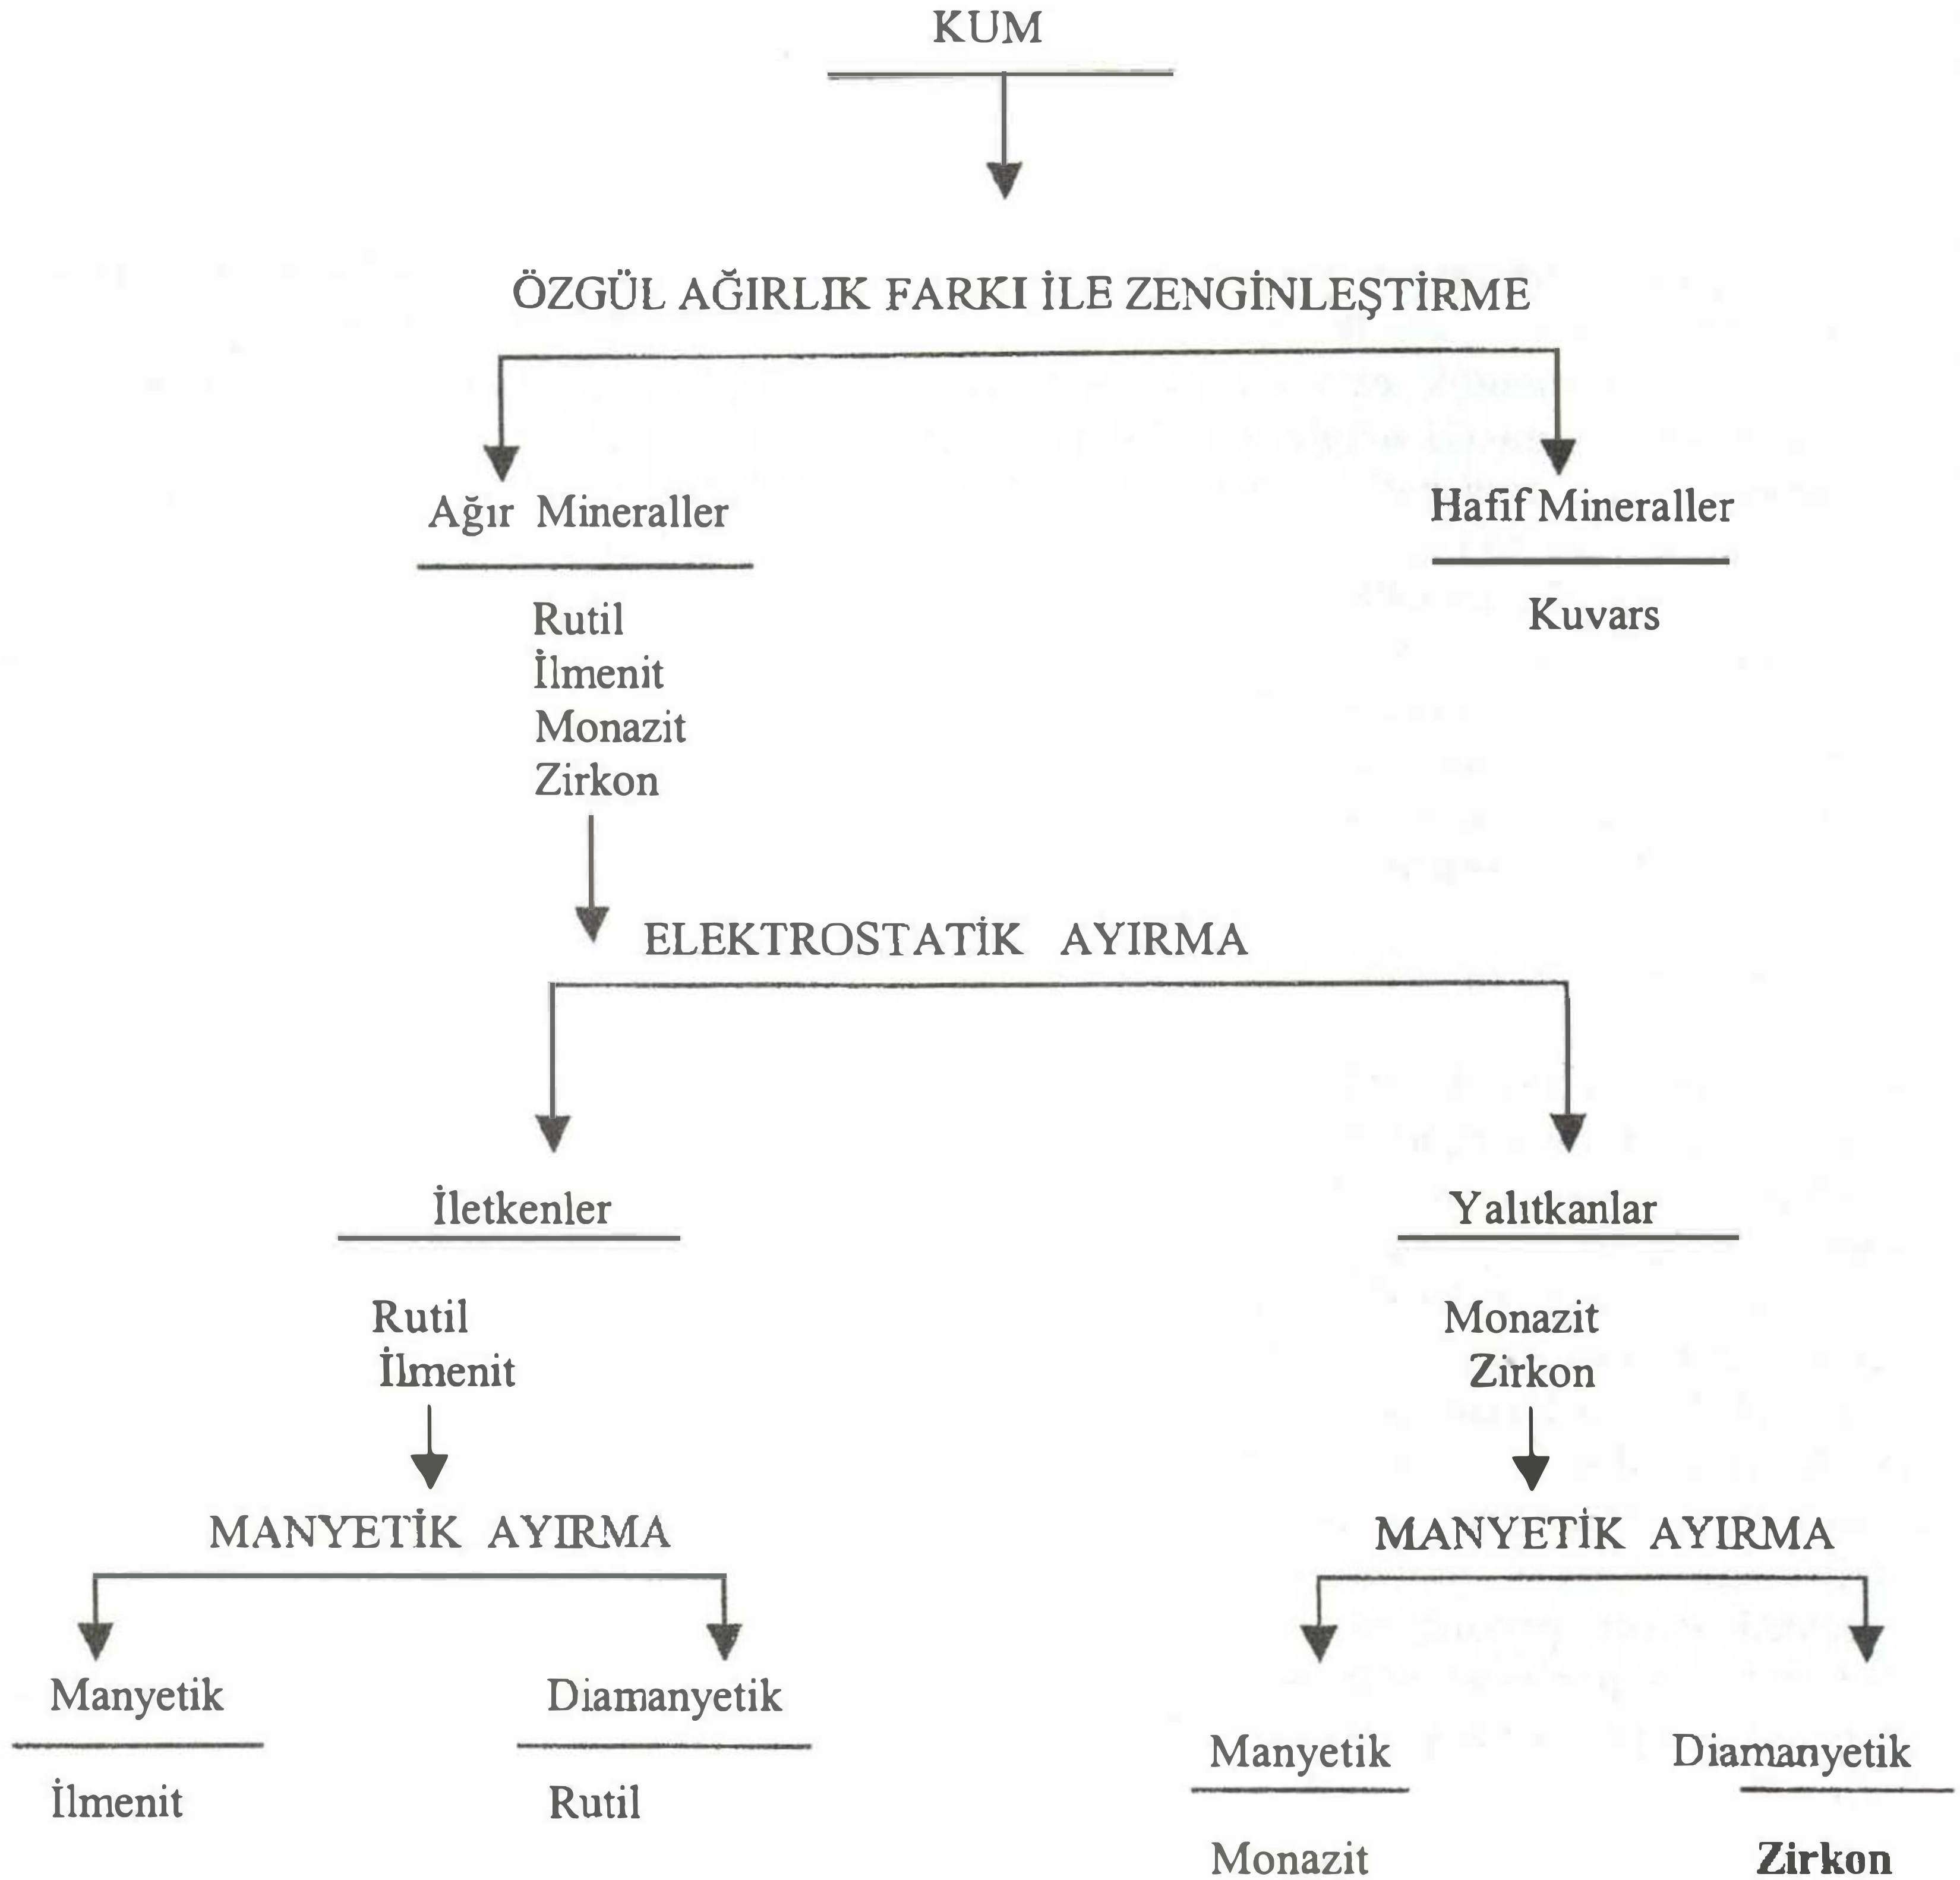 KUM
ÖZGÜL AĞIRLIK FARKI İLE ZENGİNLEŞTİRME
Ağır Mineraller
Hafif Mineraller
Rutil
İlmenit
Monazit
Zirkon
Kuvars
ELEKTROSTATİK AYIRMA
İletkenler
Yalıtkanlar
Rutil
İlmenit
Monazit
Zirkon
MANYETİK AYIRMA
MANYETİK AYIRMA
Manyetik
Diamanyetik
İlmenit
Rutil
Manyetik
Diamanyetik
Monazit
Zirkon